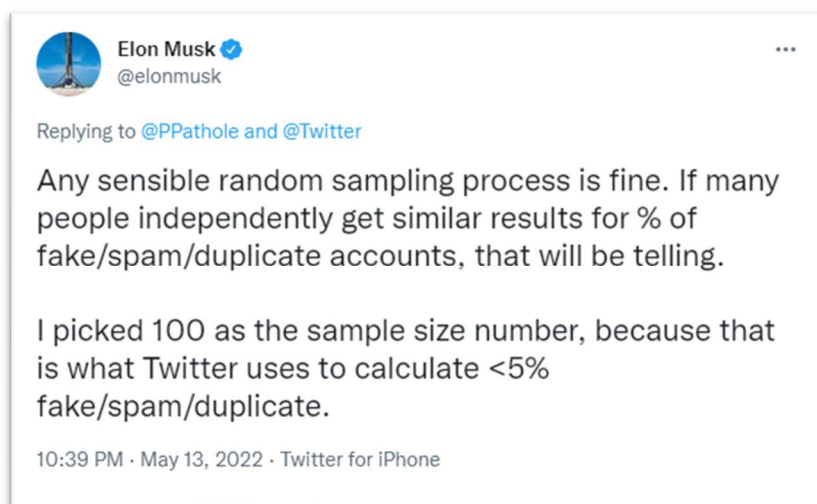 Elon Musk
@elonmusk
Replying to @PPathole and @Twitter
Any sensible random sampling process is fine. If many
people independently get similar results for % of
fake/spam/duplicate accounts, that will be telling.
I picked 100 as the sample size number, because that
is what Twitter uses to calculate <5%
fake/spam/duplicate.
10:39 PM · May 13, 2022 · Twitter for iPhone